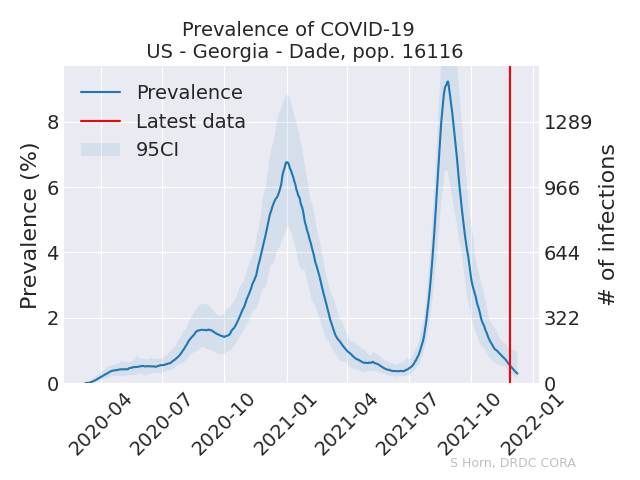 Prevalence of COVID-19
US - Georgia - Dade, pop. 16116
Prevalence
Latest data
95CI
Prevalence (%)
8
6
4
2
0
1289
966
644
322
0
# of infections
2020-04
2020-07
2020-10
2021-01
2021-04
2021-07
2021-10
2022-01
S Horn, DRDC CORA